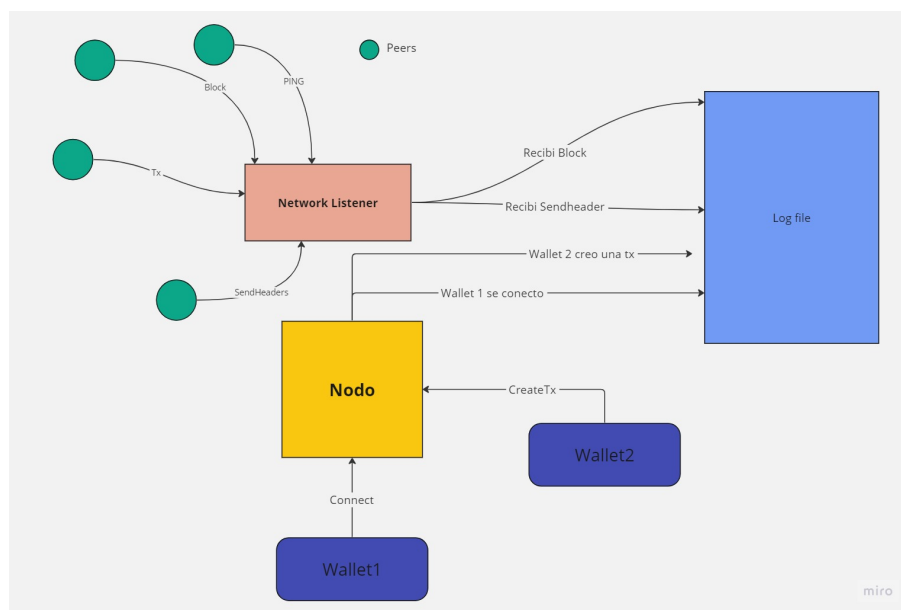 Peers
Block
PING
Tx
Network Listener
SendHeaders
Recibi Block
Recibi Sendheader
Wallet 2 creo una tx
Wallet 1 se conecto
Log file
Nodo
CreateTx
Wallet2
Connect
Wallet1
miro